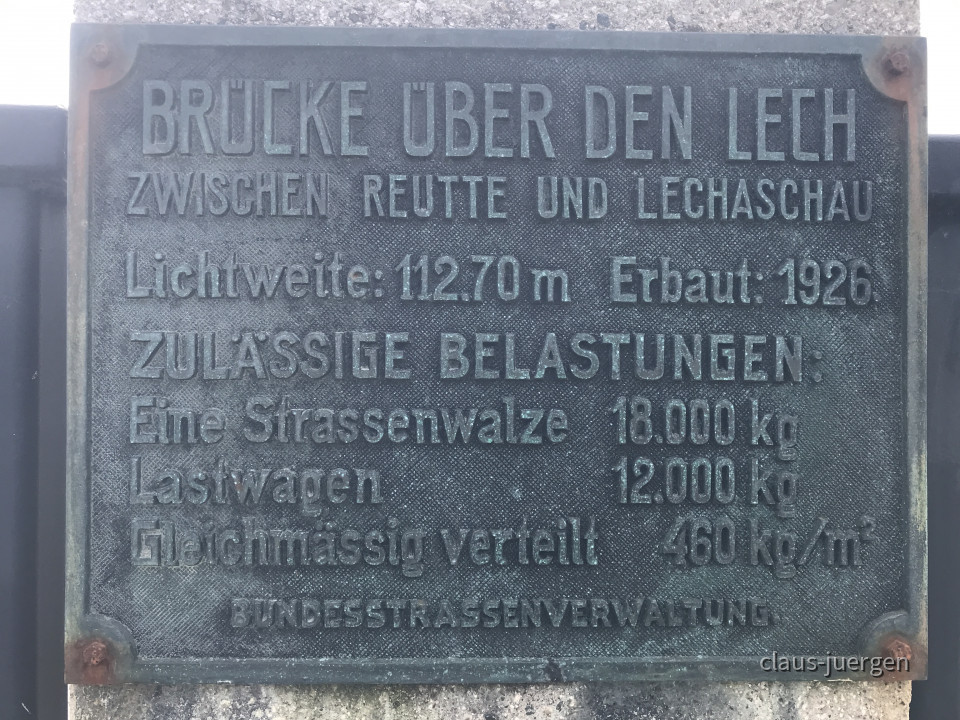 BRÜCKE ÜBER DEN LECH
ZWISCHEN REUTTE UND LECHASCHAU
Lichtweite: 112.70 m Erbaut: 1926.
ZULÄSSIGE BELASTUNGEN:
Eine Strassenwalze 18.000 kg
Lastwagen 12.000 kg
Gleichmässig verteilt 460 kg/m²
BUNDESSTRASSENVERWALTUNG.
claus-juergen